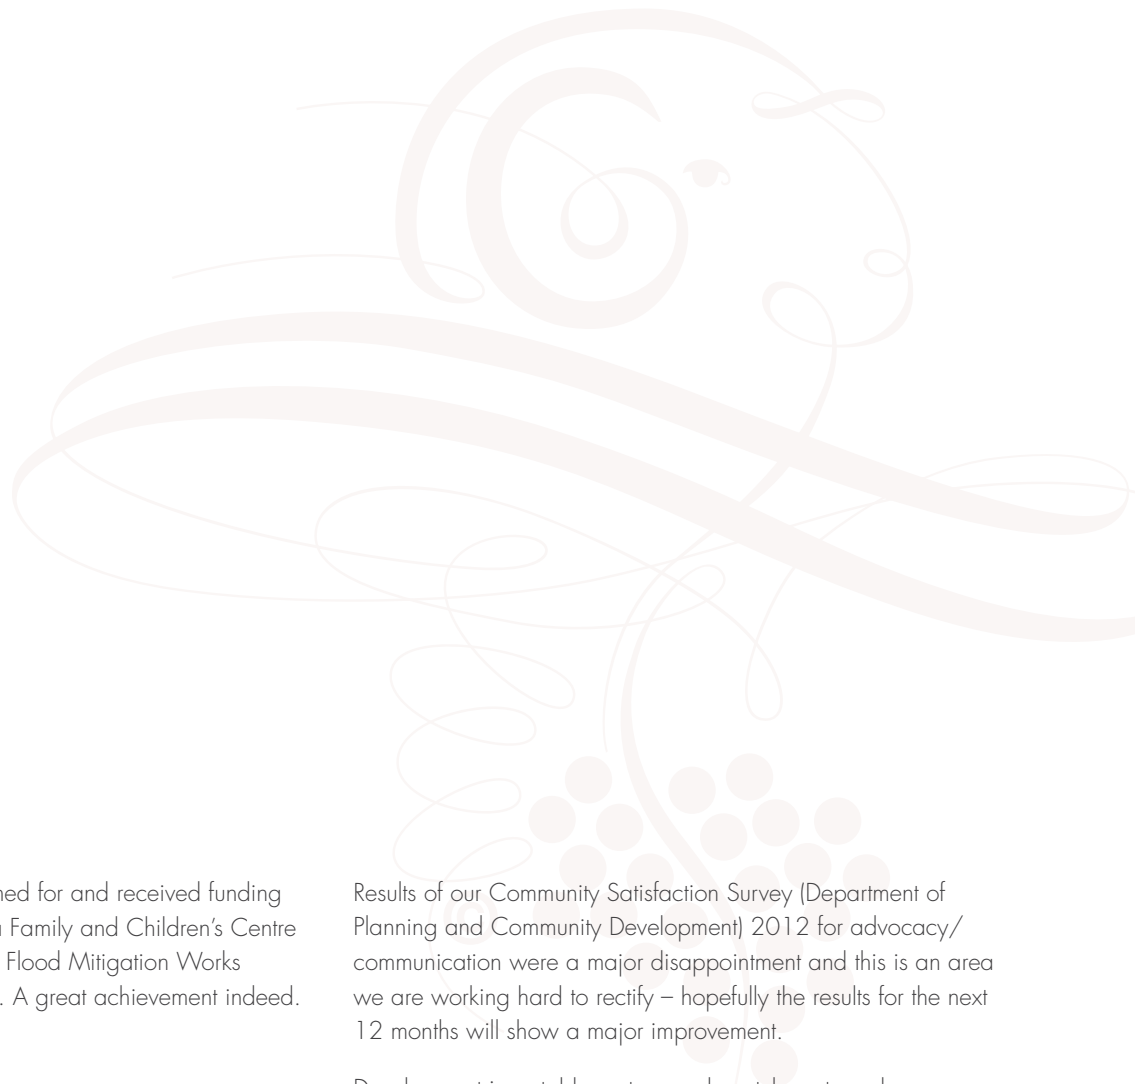 for and received funding
Family and Children's Centre
Flood Mitigation Works
. A great achievement indeed.
Results of our Community Satisfaction Survey (Department of
Planning and Community Development) 2012 for advocacy/
communication were a major disappointment and this is an area
we are working hard to rectify – hopefully the results for the next
12 months will show a major improvement.